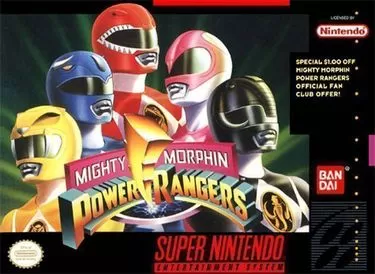 LICENSED BY
Nintendo
SPECIAL $1.00 OFF
MIGHTY MORPHIN
POWER RANGERS
OFFICIAL FAN
CLUB OFFER!
MIGHTY MORPHIN
POWER RANGERS
BAN
DAI
SUPER NINTENDO
ENTERTAINMENT SYSTEM